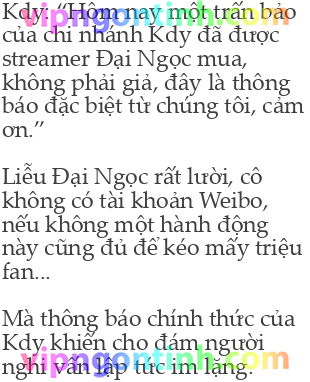 Kdy: “Hôm nay một trấn bảo
của chi nhánh Kdy đã được
streamer Đại Ngọc mua,
không phải giả, đây là thông
báo đặc biệt từ chúng tôi, cảm
ơn.”
Liễu Đại Ngọc rất lười, cô
không có tài khoản Weibo,
nếu không một hành động
này cũng đủ để kéo mấy triệu
fan...
Mà thông báo chính thức của
Kdy khiến cho đám người
nghi vấn lập tức im lặng.
vipngontinh.com
vipngontinh.com